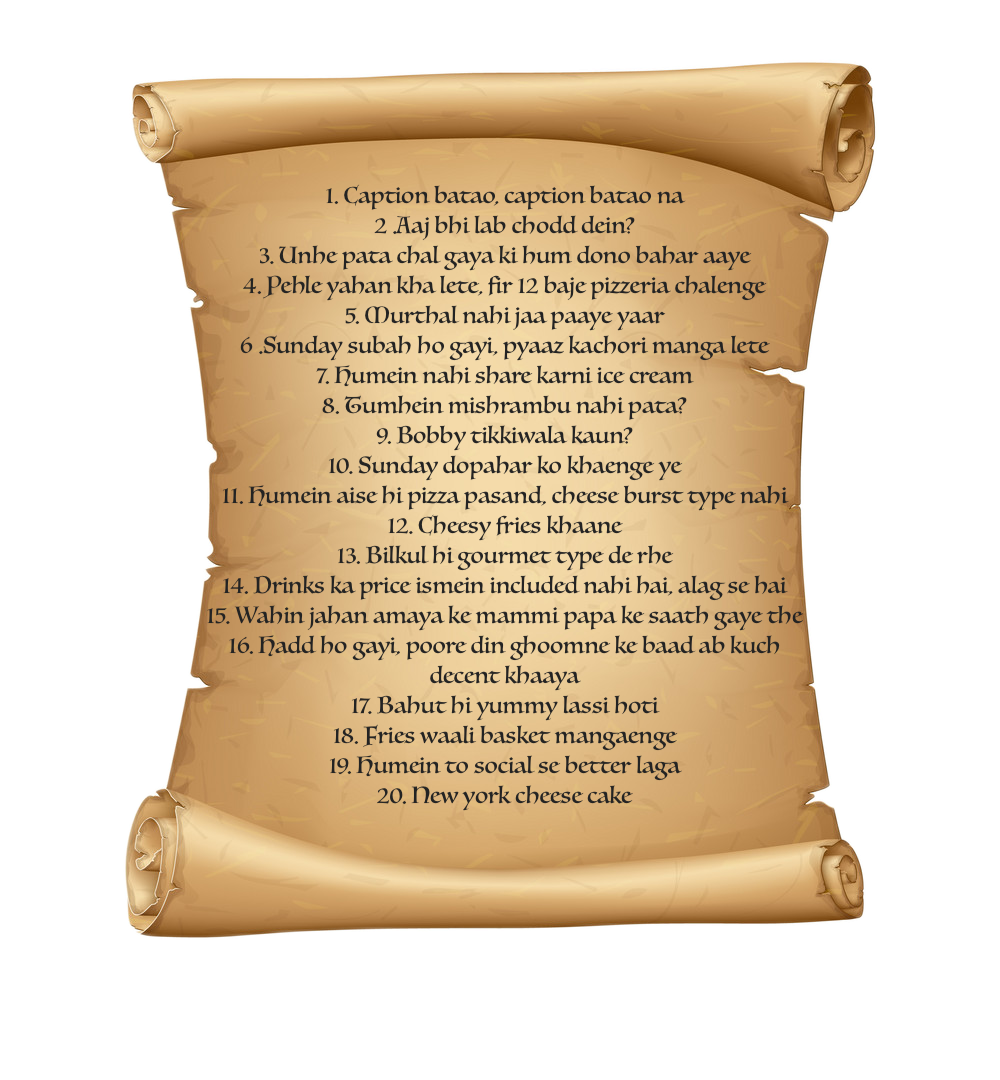 1. Caption batao, caption batao na
2 .Aaj bhi lab chodd dein?
3. Unhe pata chal gaya ki hum dono bahar aaye
4. Pehle yahan kha lete, fir 12 baje pizzeria chalenge
5. Murthal nahi jaa paaye yaar
6 .Sunday subah ho gayi, pyaaz kachori manga lete
7. Humein nahi share karni ice cream
8. Tumhein mishrambu nahi pata?
9. Bobby tikkiwala kaun?
10. Sunday dopahar ko khaenge ye
11. Humein aise hi pizza pasand, cheese burst type nahi
12. Cheesy fries khaane
13. Bilkul hi gourmet type de rhe
14. Drinks ka price ismein included nahi hai, alag se hai
15. Wahin jahan amaya ke mammi papa ke saath gaye the
16. Hadd ho gayi, poore din ghoomne ke baad ab kuch
decent khaaya
17. Bahut hi yummy lassi hoti
18. Fries waali basket mangaenge
19. Humein to social se better laga
20. New york cheese cake